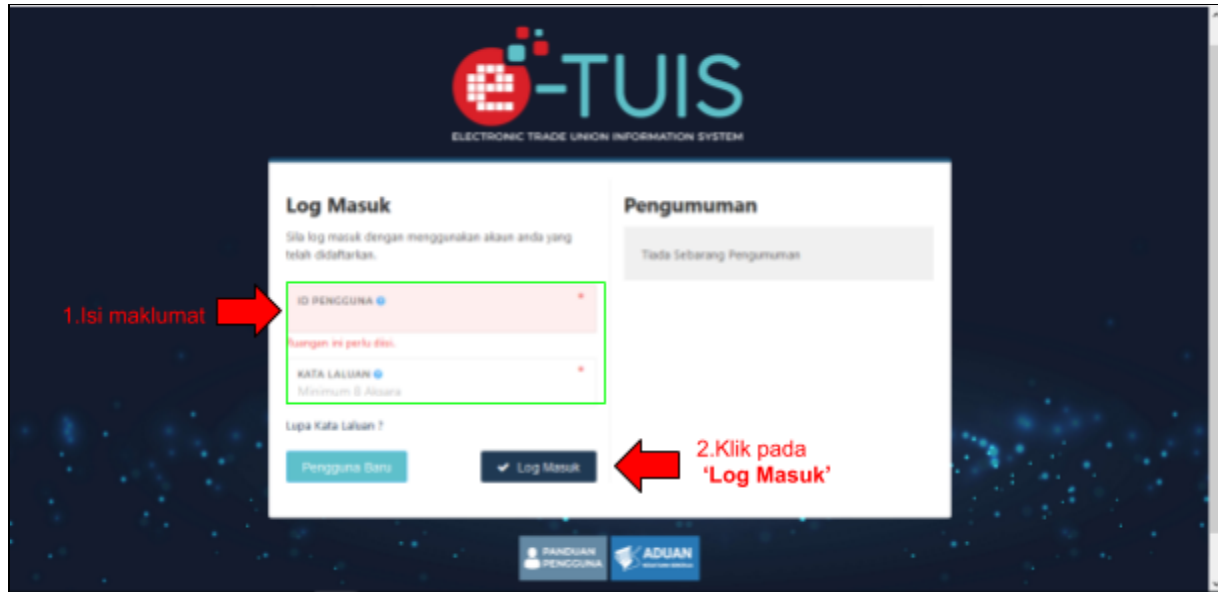 e-TUIS
ELECTRONIC TRADE UNION INFORMATION SYSTEM
Log Masuk
Sila log masuk dengan menggunakan akaun anda yang
telah didaftarkan.
ID PENGGUNA *
Ruangan ini perlu diisi.
KATA LALUAN *
Minimum 8 Aksara
Lupa Kata Laluan ?
Pengguna Baru
Log Masuk
Pengumuman
Tiada Sebarang Pengumuman
1.Isi maklumat
2.Klik pada
‘Log Masuk’
PANDUAN
PENGGUNA
ADUAN